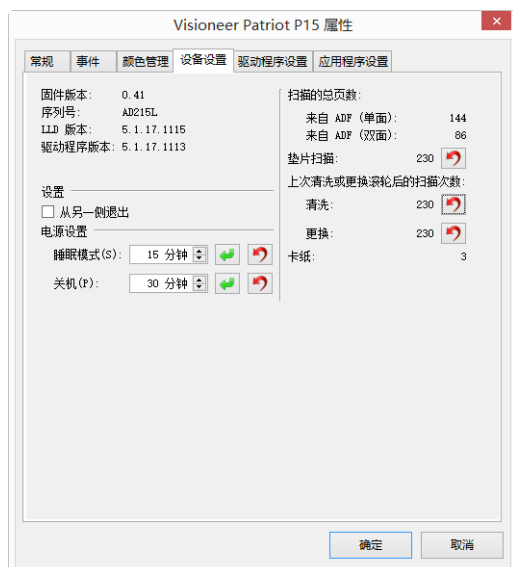 Visioneer Patriot P15 属性
常规 事件 颜色管理 设备设置 驱动程序设置 应用程序设置
固件版本: 0.41
序列号: AD215L
LLD 版本: 5.1.17.1115
驱动程序版本: 5.1.17.1113
设置
从另一侧退出
电源设置
睡眠模式(S): 15 分钟
关机(P): 30 分钟
扫描的总页数:
来自 ADF (单面): 144
来自 ADF (双面): 86
垫片扫描: 230
上次清洗或更换滚轮后的扫描次数:
清洗: 230
更换: 230
卡纸: 3
确定 取消